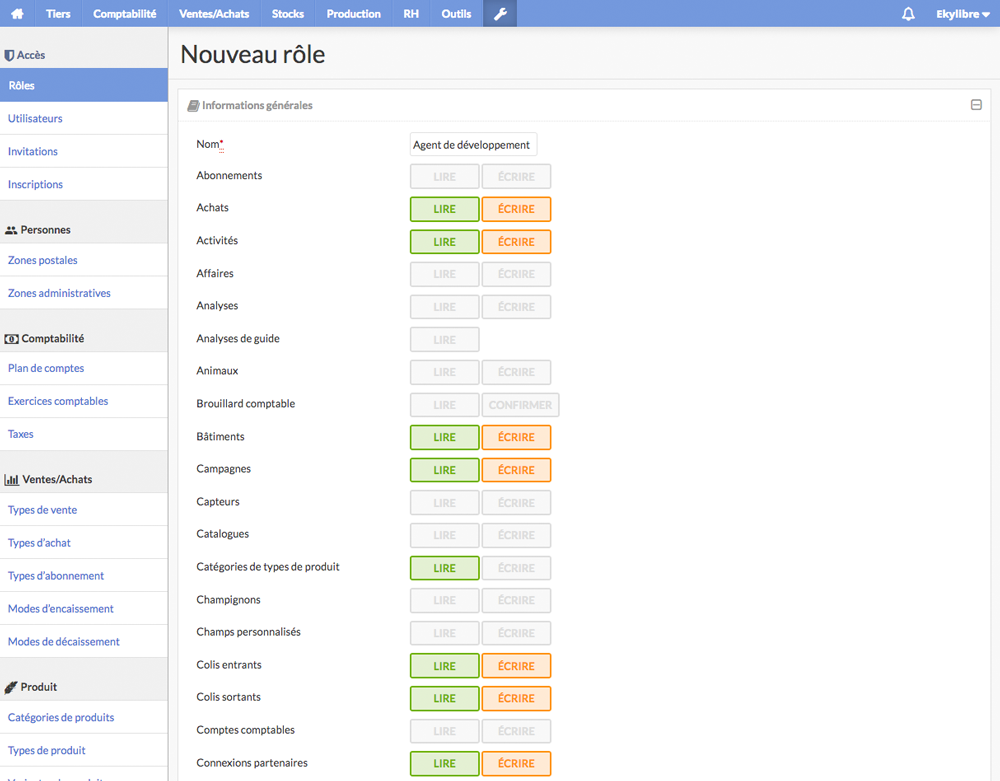 Tiers Comptabilité Ventes/Achats Stocks Production RH Outils Ekylibre
Accès
Rôles
Utilisateurs
Invitations
Inscriptions
Personnes
Zones postales
Zones administratives
Comptabilité
Plan de comptes
Exercices comptables
Taxes
Ventes/Achats
Types de vente
Types d'achat
Types d'abonnement
Modes d'encaissement
Modes de décaissement
Produit
Catégories de produits
Types de produit
Nouveau rôle
Informations générales
Nom* Agent de développement
Abonnements LIRE ÉCRIRE
Achats LIRE ÉCRIRE
Activités LIRE ÉCRIRE
Affaires LIRE ÉCRIRE
Analyses LIRE ÉCRIRE
Analyses de guide LIRE
Animaux LIRE ÉCRIRE
Brouillard comptable LIRE CONFIRMER
Bâtiments LIRE ÉCRIRE
Campagnes LIRE ÉCRIRE
Capteurs LIRE ÉCRIRE
Catalogues LIRE ÉCRIRE
Catégories de types de produit LIRE ÉCRIRE
Champignons LIRE ÉCRIRE
Champs personnalisés LIRE ÉCRIRE
Colis entrants LIRE ÉCRIRE
Colis sortants LIRE ÉCRIRE
Comptes comptables LIRE ÉCRIRE
Connexions partenaires LIRE ÉCRIRE